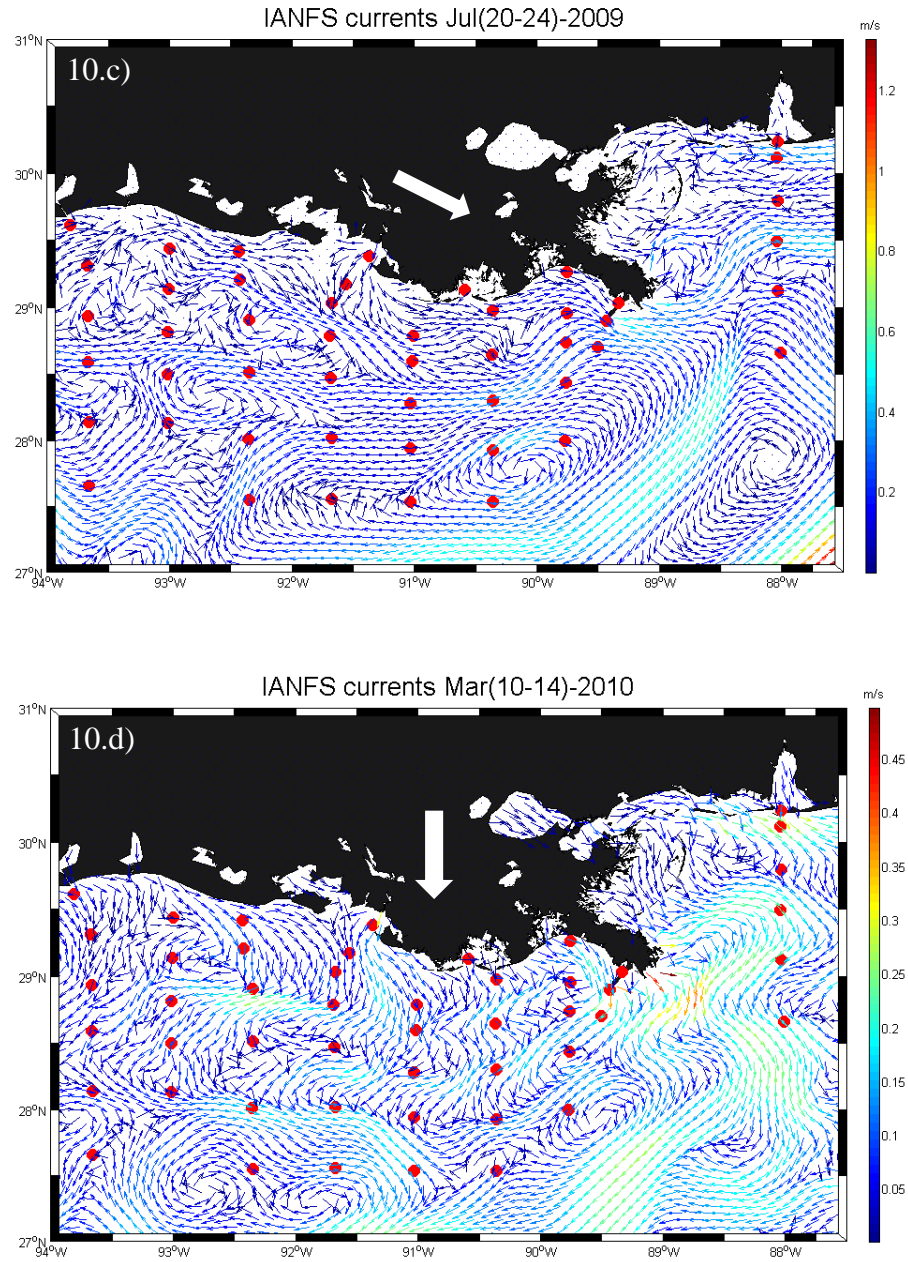 IANFS currents Jul(20-24)-2009
m/s
10.c)
31°N
30°N
29°N
28°N
27°N
94°W 93°W 92°W 91°W 90°W 89°W 88°W
1.2
1
0.8
0.6
0.4
0.2
IANFS currents Mar(10-14)-2010
m/s
10.d)
31°N
30°N
29°N
28°N
27°N
94°W 93°W 92°W 91°W 90°W 89°W 88°W
0.45
0.4
0.35
0.3
0.25
0.2
0.15
0.1
0.05